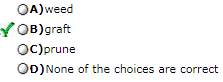 A)weed
B)graft
C)prune
D)None of the choices are correct